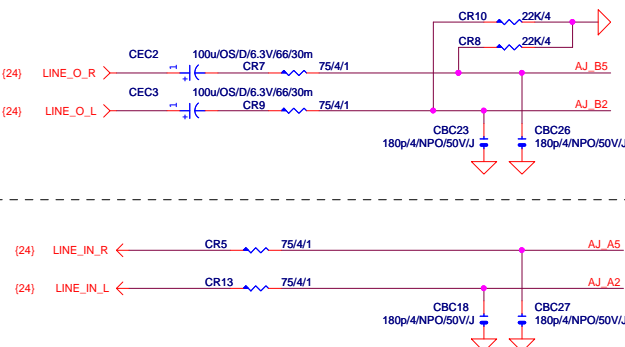 CR10 22K/4
CEC2 100u/OS/D/6.3V/66/30m CR8 22K/4
{24} LINE_O_R 1 + CR7 75/4/1 AJ_B5
CEC3 100u/OS/D/6.3V/66/30m
{24} LINE_O_L 1 + CR9 75/4/1 AJ_B2
CBC23 CBC26
180p/4/NPO/50V/J 180p/4/NPO/50V/J
{24} LINE_IN_R CR5 75/4/1 AJ_A5
{24} LINE_IN_L CR13 75/4/1 AJ_A2
CBC18 CBC27
180p/4/NPO/50V/J 180p/4/NPO/50V/J